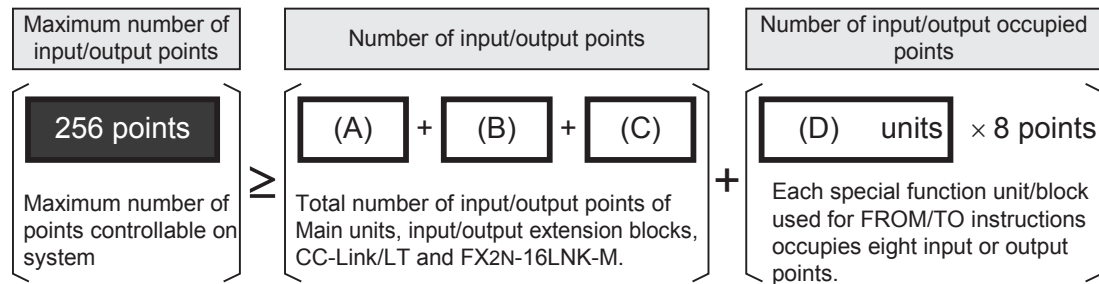 Maximum number of
input/output points
Number of input/output points
Number of input/output occupied
points
256 points
≥
(A) + (B) + (C)
+
(D) units × 8 points
Maximum number of
points controllable on
system
Total number of input/output points of
Main units, input/output extension blocks,
CC-Link/LT and FX2N-16LNK-M.
Each special function unit/block
used for FROM/TO instructions
occupies eight input or output
points.